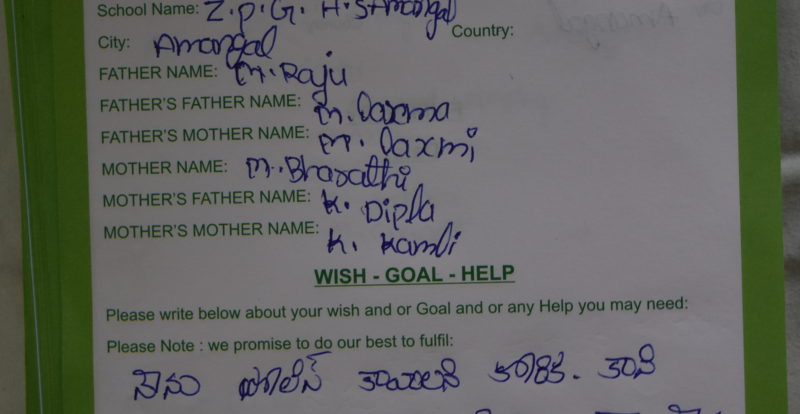 School Name: Z.P.G. H.S Amangal
City: Amangal Country:
FATHER NAME: M. Raju
FATHER'S FATHER NAME: M. Daxma
FATHER'S MOTHER NAME: M. Laxmi
MOTHER NAME: M. Bharathi
MOTHER'S FATHER NAME: K. Dipla
MOTHER'S MOTHER NAME: K. Kamli
WISH - GOAL - HELP
Please write below about your wish and or Goal and or any Help you may need:
Please Note : we promise to do our best to fulfil:
నాను పోలిస్ కావాలని కోరిక. కాని